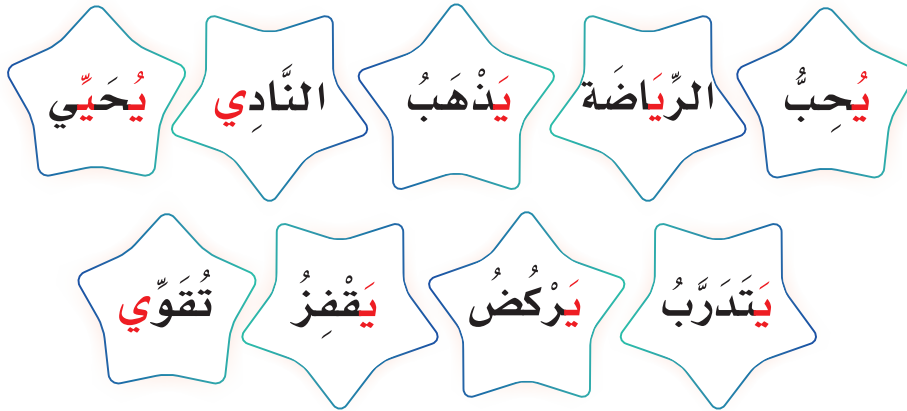 يُحِبُّ الرِّيَاضَة يَذْهَبُ النَّادِي يُحَيِّي
يَتَدَرَّبُ يَرْكُضُ يَقْفِزُ تُقَوِّي